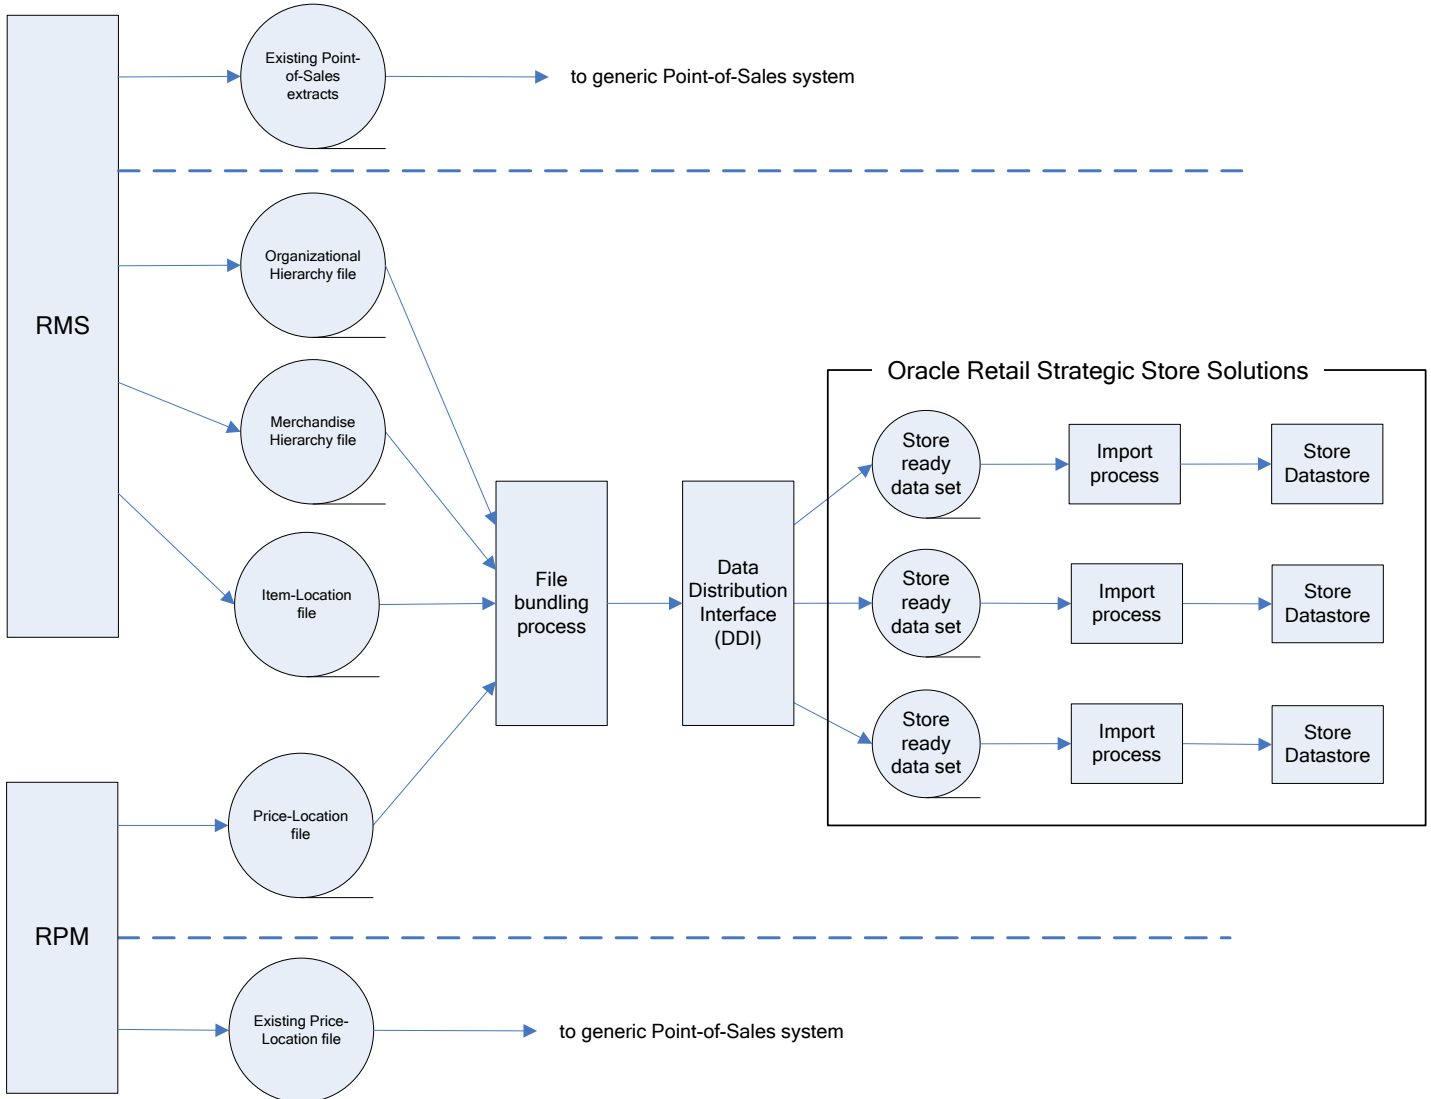 Existing Point-
of-Sales
extracts
to generic Point-of-Sales system
RMS
Organizational
Hierarchy file
Merchandise
Hierarchy file
Item-Location
file
File
bundling
process
Data
Distribution
Interface
(DDI)
Oracle Retail Strategic Store Solutions
Store
ready
data set
Import
process
Store
Datastore
Store
ready
data set
Import
process
Store
Datastore
Store
ready
data set
Import
process
Store
Datastore
RPM
Price-Location
file
Existing Price-
Location file
to generic Point-of-Sales system